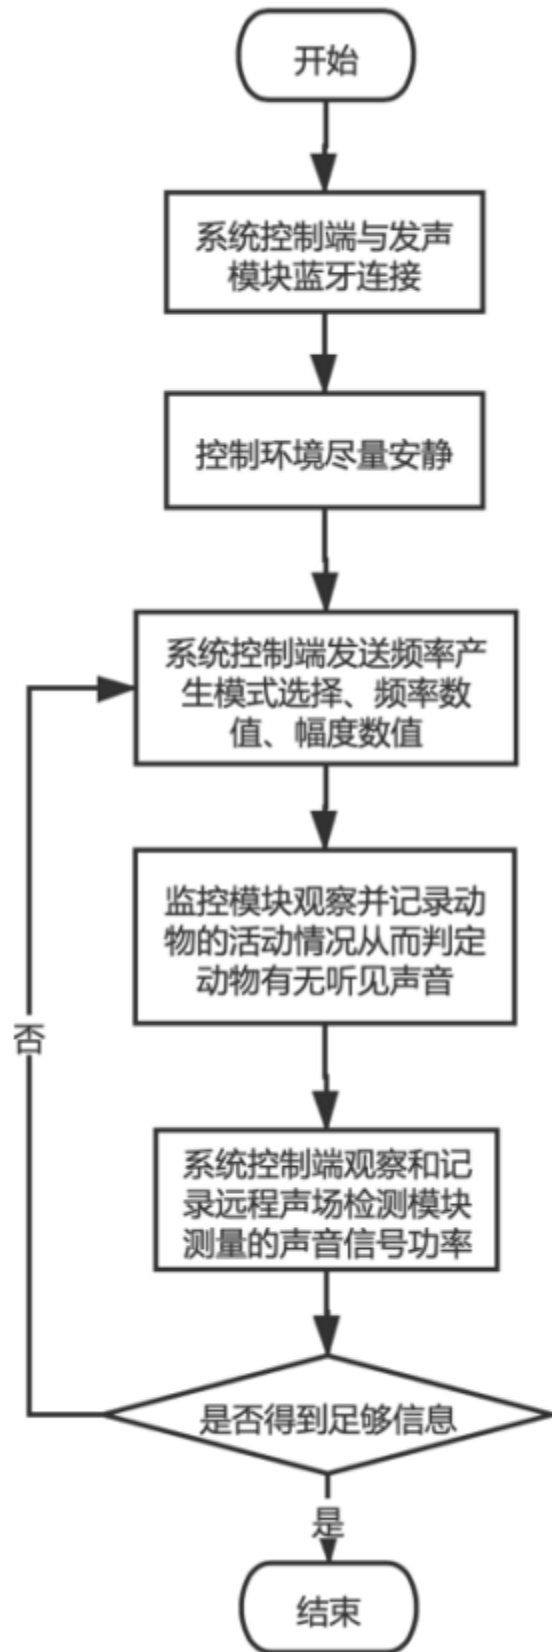 开始
系统控制端与发声
模块蓝牙连接
控制环境尽量安静
系统控制端发送频率产
生模式选择、频率数
值、幅度数值
监控模块观察并记录动
物的活动情况从而判定
动物有无听见声音
否
系统控制端观察和记
录远程声场检测模块
测量的声音信号功率
是否得到足够信息
是
结束